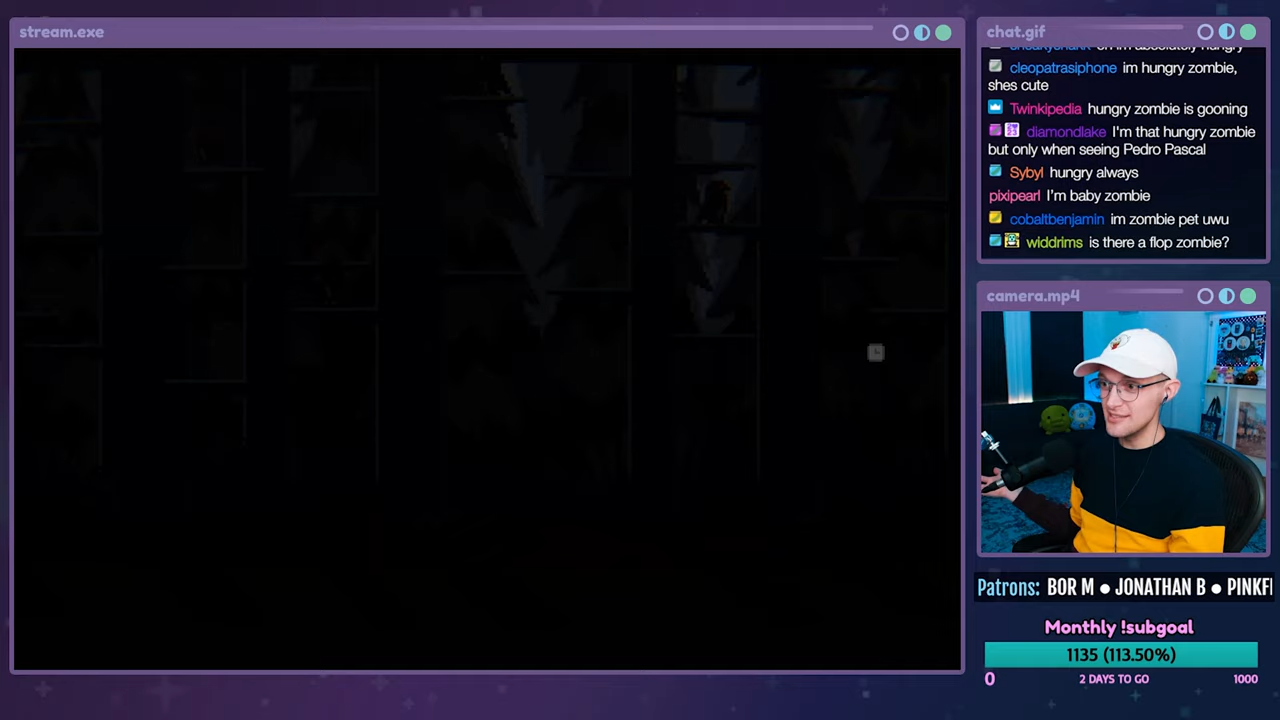 stream.exe
chat.gif
cleopatrasiphone im hungry zombie,
shes cute
Twinkipedia hungry zombie is gooning
diamondlake I'm that hungry zombie
but only when seeing Pedro Pascal
Sybyl hungry always
pixipearl I'm baby zombie
cobaltbenjamin im zombie pet uwu
widdrims is there a flop zombie?
camera.mp4
Patrons: BOR M ● JONATHAN B ● PINKF
Monthly !subgoal
1135 (113.50%)
0 2 DAYS TO GO 1000